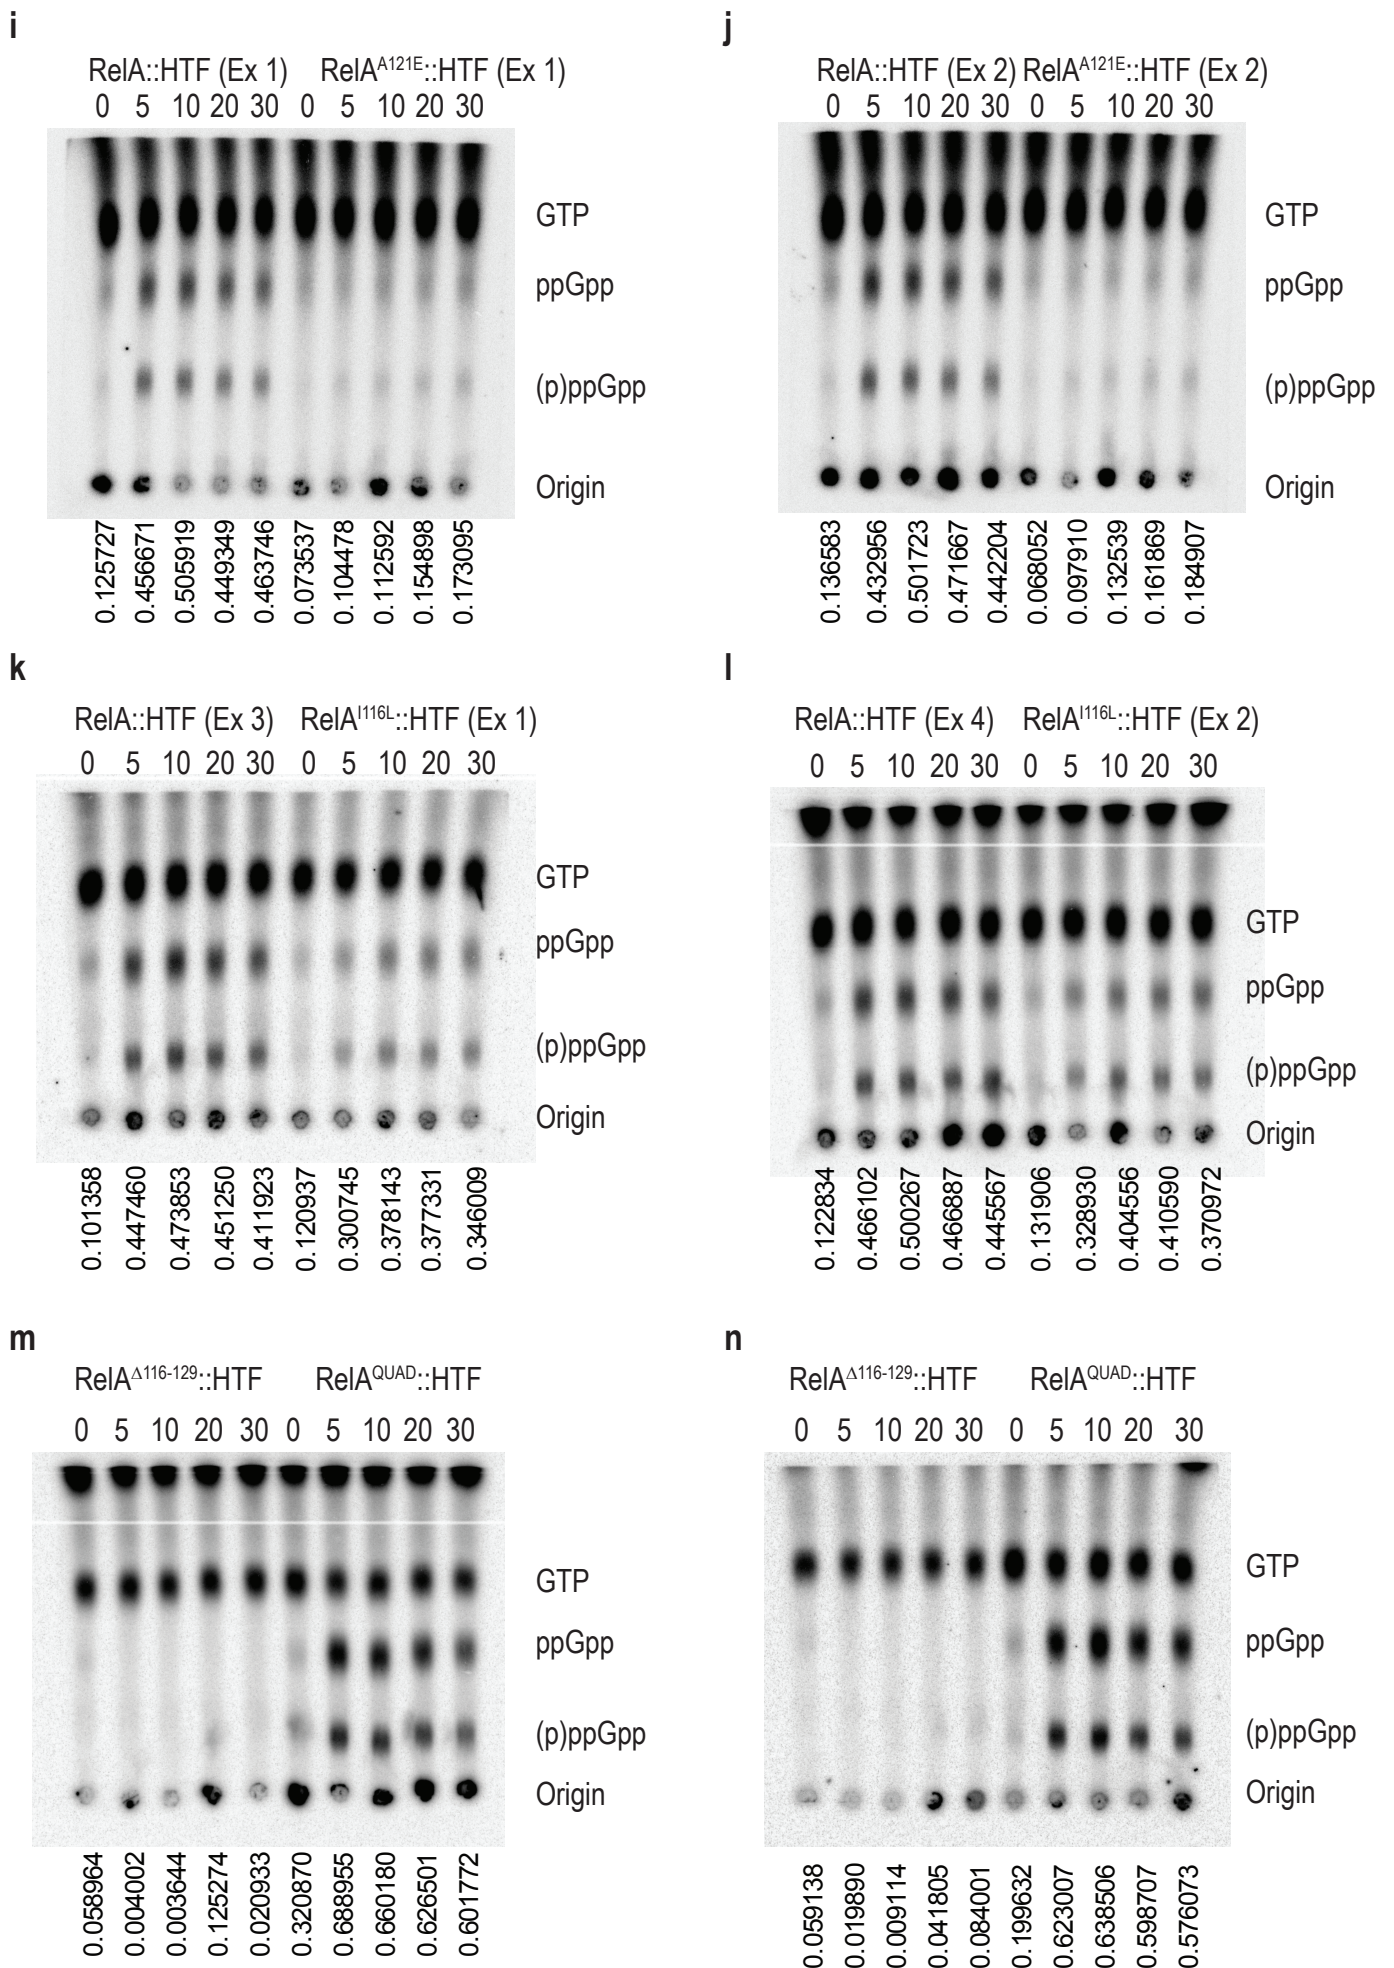 i
RelA::HTF (Ex 1) RelA^A121E::HTF (Ex 1)
0 5 10 20 30 0 5 10 20 30
GTP
ppGpp
(p)ppGpp
Origin
0.125727
0.456671
0.505919
0.449349
0.463746
0.073537
0.104478
0.112592
0.154898
0.173095
j
RelA::HTF (Ex 2) RelA^A121E::HTF (Ex 2)
0 5 10 20 30 0 5 10 20 30
GTP
ppGpp
(p)ppGpp
Origin
0.136583
0.432956
0.501723
0.471667
0.442204
0.068052
0.097910
0.132539
0.161869
0.184907
k
RelA::HTF (Ex 3) RelA^I116L::HTF (Ex 1)
0 5 10 20 30 0 5 10 20 30
GTP
ppGpp
(p)ppGpp
Origin
0.101358
0.447460
0.473853
0.451250
0.411923
0.120937
0.300745
0.378143
0.377331
0.346009
l
RelA::HTF (Ex 4) RelA^I116L::HTF (Ex 2)
0 5 10 20 30 0 5 10 20 30
GTP
ppGpp
(p)ppGpp
Origin
0.122834
0.466102
0.500267
0.466887
0.445567
0.131906
0.328930
0.404556
0.410590
0.370972
m
RelA^Δ116-129::HTF RelA^QUAD::HTF
0 5 10 20 30 0 5 10 20 30
GTP
ppGpp
(p)ppGpp
Origin
0.058964
0.004002
0.003644
0.125274
0.020933
0.320870
0.688955
0.660180
0.626501
0.601772
n
RelA^Δ116-129::HTF RelA^QUAD::HTF
0 5 10 20 30 0 5 10 20 30
GTP
ppGpp
(p)ppGpp
Origin
0.059138
0.019890
0.009114
0.041805
0.084001
0.199632
0.623007
0.638506
0.598707
0.576073